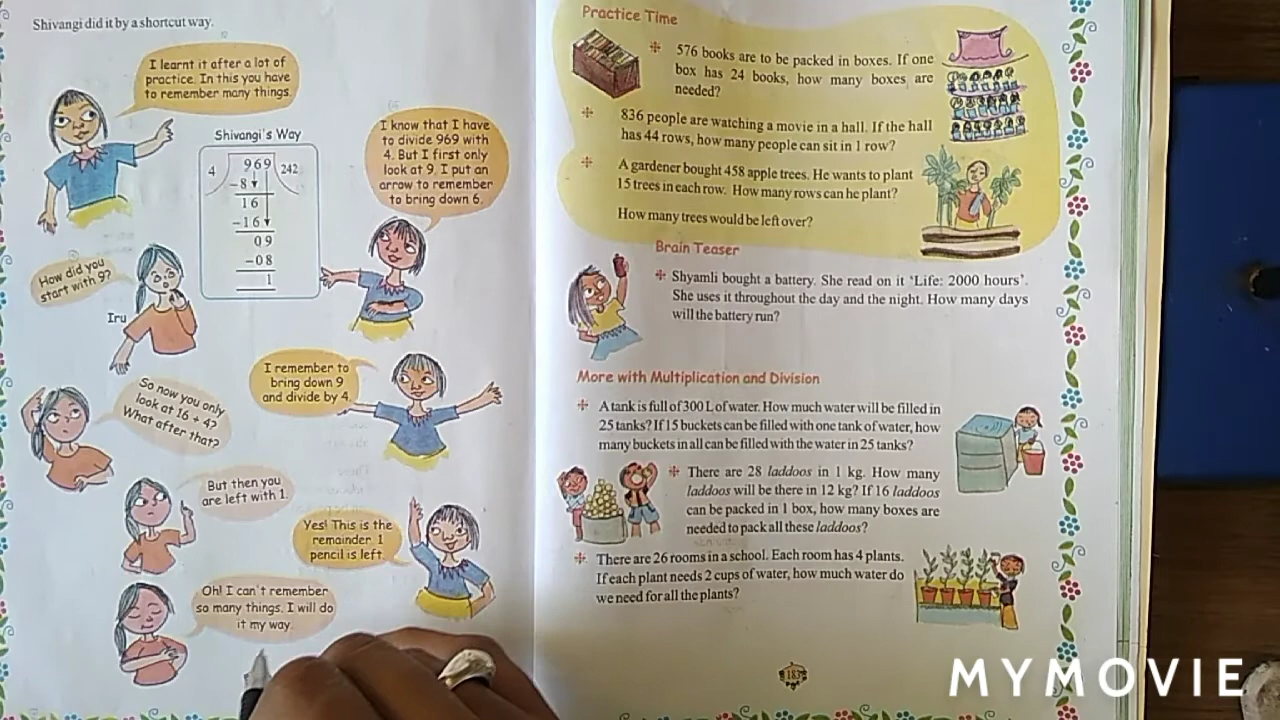 Shivangi did it by a shortcut way.
I learnt it after a lot of
practice. In this you have
to remember many things.
Shivangi's Way
4 969 242
-8
16
-16
09
-08
1
I know that I have
to divide 969 with
4. But I first only
look at 9. I put an
arrow to remember
to bring down 6.
How did you
start with 9?
Iru
I remember to
bring down 9
and divide by 4.
So now you only
look at 16 ÷ 4?
What after that?
But then you
are left with 1.
Yes! This is the
remainder. 1
pencil is left.
Oh! I can't remember
so many things. I will do
it my way.
Practice Time
576 books are to be packed in boxes. If one
box has 24 books, how many boxes are
needed?
836 people are watching a movie in a hall. If the hall
has 44 rows, how many people can sit in 1 row?
A gardener bought 458 apple trees. He wants to plant
15 trees in each row. How many rows can he plant?
How many trees would be left over?
Brain Teaser
Shyamli bought a battery. She read on it 'Life: 2000 hours'.
She uses it throughout the day and the night. How many days
will the battery run?
More with Multiplication and Division
A tank is full of 300 L of water. How much water will be filled in
25 tanks? If 15 buckets can be filled with one tank of water, how
many buckets in all can be filled with the water in 25 tanks?
There are 28 laddoos in 1 kg. How many
laddoos will be there in 12 kg? If 16 laddoos
can be packed in 1 box, how many boxes are
needed to pack all these laddoos?
There are 26 rooms in a school. Each room has 4 plants.
If each plant needs 2 cups of water, how much water do
we need for all the plants?
183
MYMOVIE